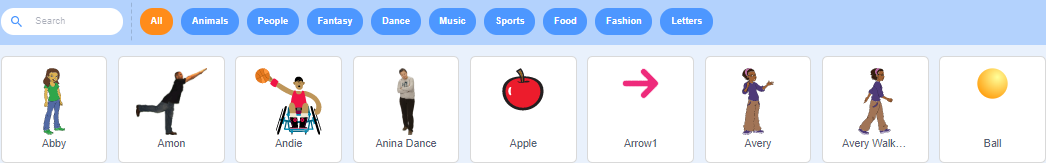 Search All Animals People Fantasy Dance Music Sports Food Fashion Letters
Abby Amon Andie Anina Dance Apple Arrow1 Avery Avery Walk... Ball